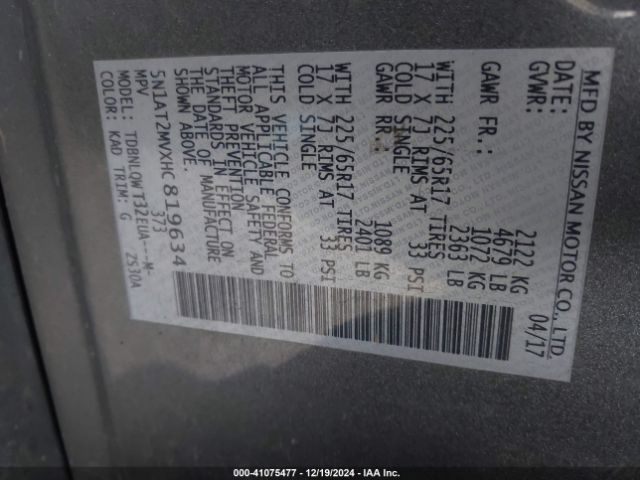 MFD BY NISSAN MOTOR CO., LTD.
DATE: 04/17
GVWR: 2122 KG
4679 LB
GAWR FR.: 1072 KG
2363 LB
WITH 225/65R17 TIRES
17 X 7J RIMS AT 33 PSI
COLD SINGLE
GAWR RR.: 1089 KG
2401 LB
WITH 225/65R17 TIRES
17 X 7J RIMS AT 33 PSI
COLD SINGLE
THIS VEHICLE CONFORMS TO
ALL APPLICABLE FEDERAL
MOTOR VEHICLE SAFETY AND
THEFT PREVENTION
STANDARDS IN EFFECT ON
THE DATE OF MANUFACTURE
SHOWN ABOVE.
5N1AT2MVXHC819634
MPV 373
MODEL: TDBNLQWT32EUA---M-
COLOR: KAD TRIM: G ZS30A
00-41075477 - 12/19/2024 - IAA Inc.